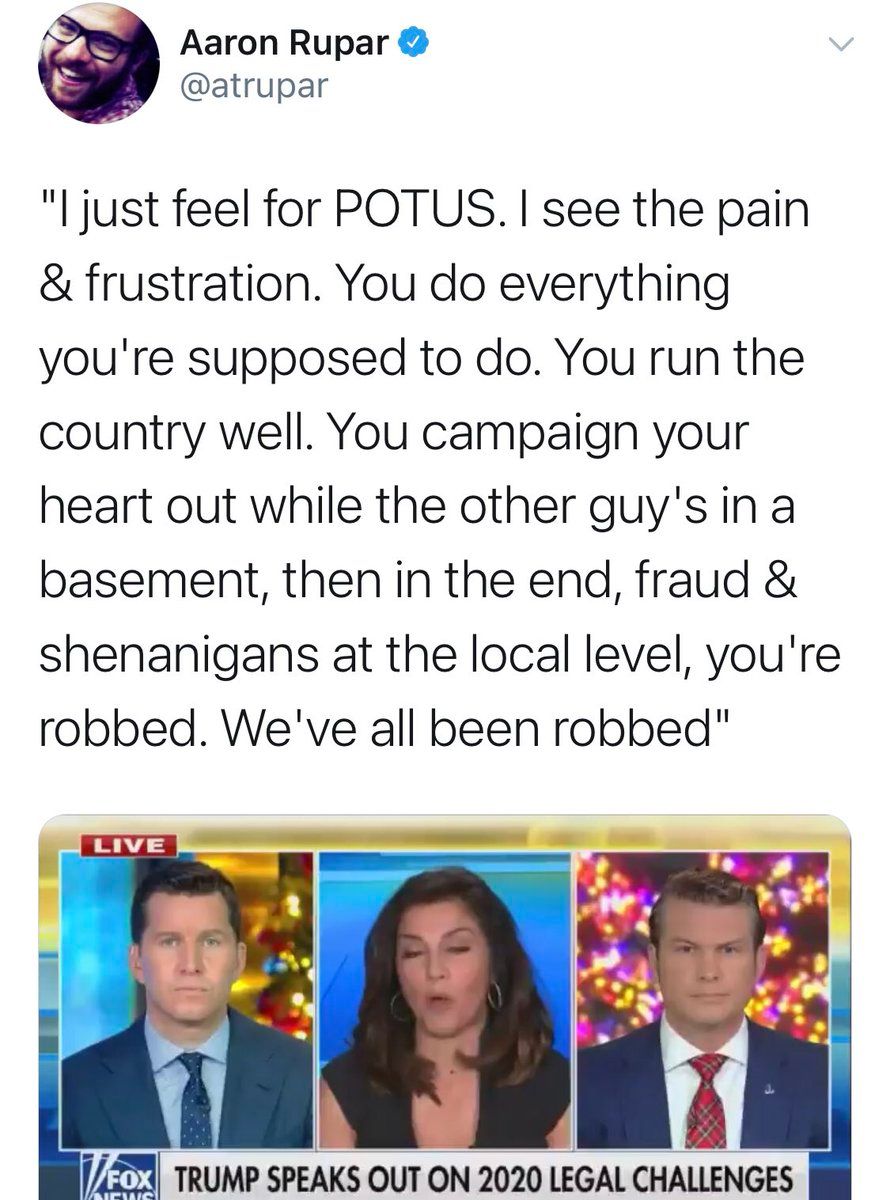 Aaron Rupar
@atrupar
"I just feel for POTUS. I see the pain
& frustration. You do everything
you're supposed to do. You run the
country well. You campaign your
heart out while the other guy's in a
basement, then in the end, fraud &
shenanigans at the local level, you're
robbed. We've all been robbed"
LIVE
FOX
NEWS
TRUMP SPEAKS OUT ON 2020 LEGAL CHALLENGES